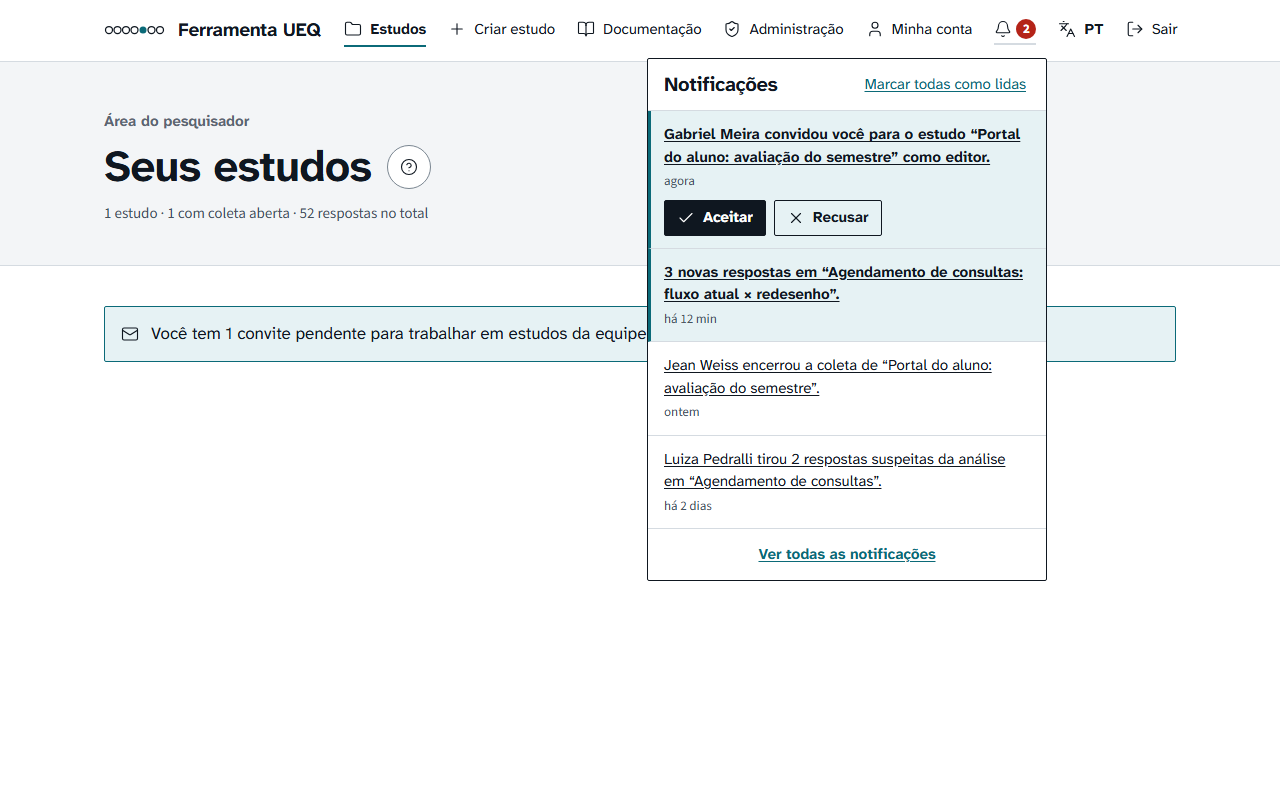 Ferramenta UEQ
Estudos
Criar estudo
Documentação
Administração
Minha conta
2
PT
Sair
Área do pesquisador
Seus estudos
1 estudo · 1 com coleta aberta · 52 respostas no total
Você tem 1 convite pendente para trabalhar em estudos da equipe
Notificações
Marcar todas como lidas
Gabriel Meira convidou você para o estudo “Portal
do aluno: avaliação do semestre” como editor.
agora
Aceitar
Recusar
3 novas respostas em “Agendamento de consultas:
fluxo atual × redesenho”.
há 12 min
Jean Weiss encerrou a coleta de “Portal do aluno:
avaliação do semestre”.
ontem
Luiza Pedralli tirou 2 respostas suspeitas da análise
em “Agendamento de consultas”.
há 2 dias
Ver todas as notificações